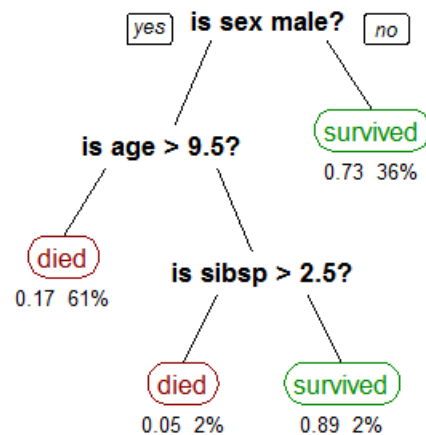 yes is sex male? no
survived
is age > 9.5?
0.73 36%
died
is sibsp > 2.5?
0.17 61%
died survived
0.05 2% 0.89 2%